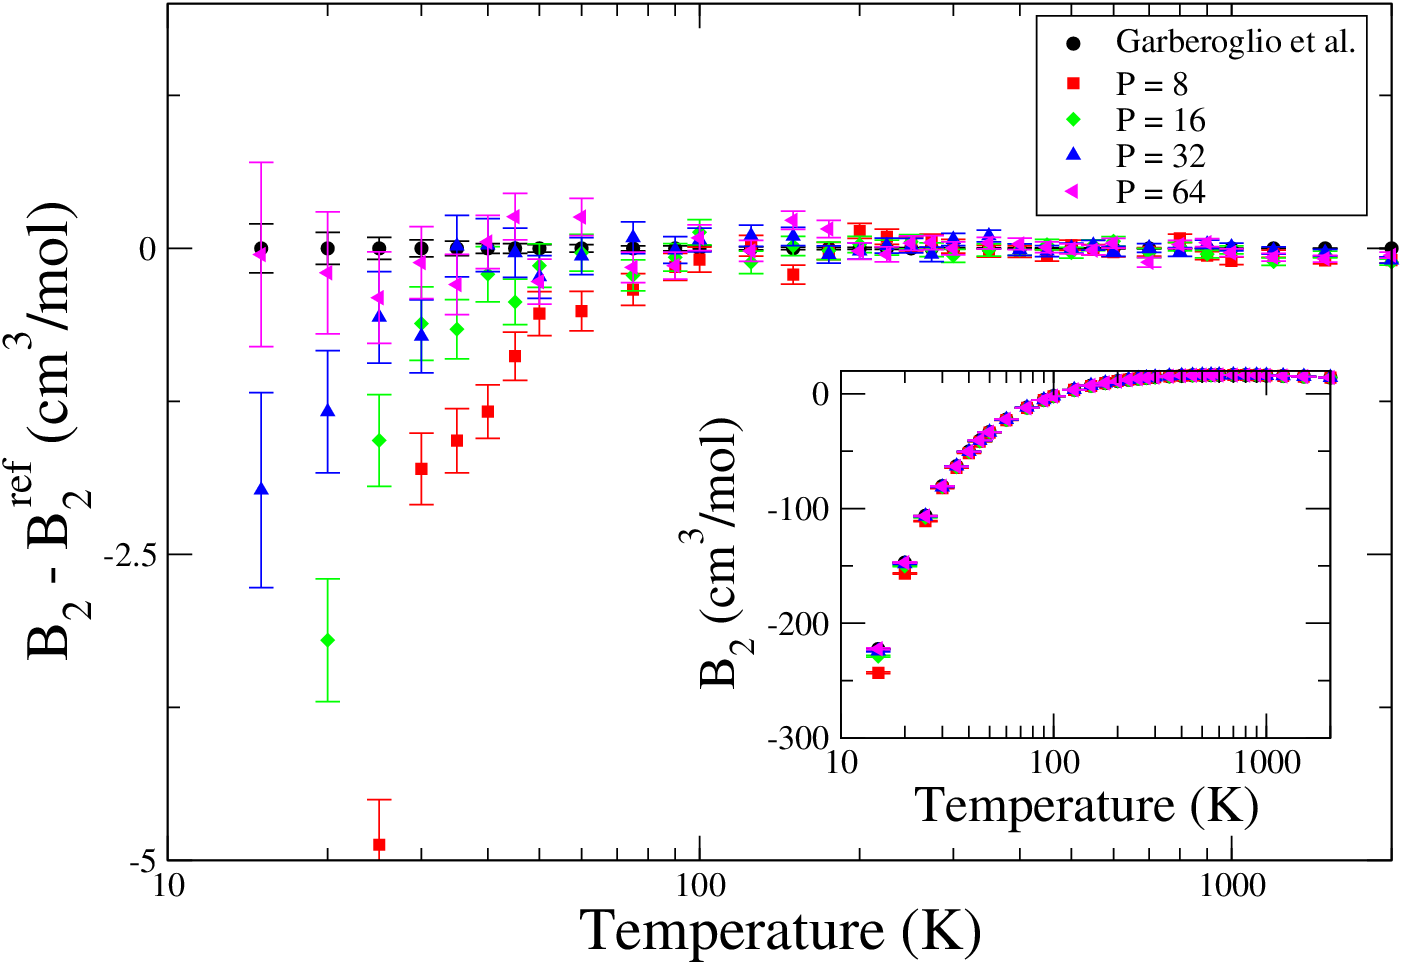 Garberoglio et al.
P = 8
P = 16
P = 32
P = 64
0
-2.5
-5
10
100
1000
Temperature (K)
B₂ - B₂ʳᵉᶠ (cm³/mol)
0
-100
-200
-300
10
100
1000
Temperature (K)
B₂ (cm³/mol)